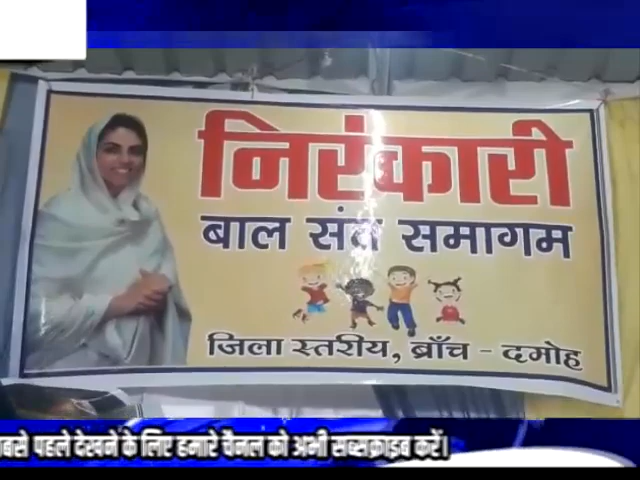 निरंकारी
बाल संत समागम
जिला स्तरीय, ब्राँच - दमोह
सबसे पहले देखने के लिए हमारे चैनल को अभी सब्सक्राइब करें।